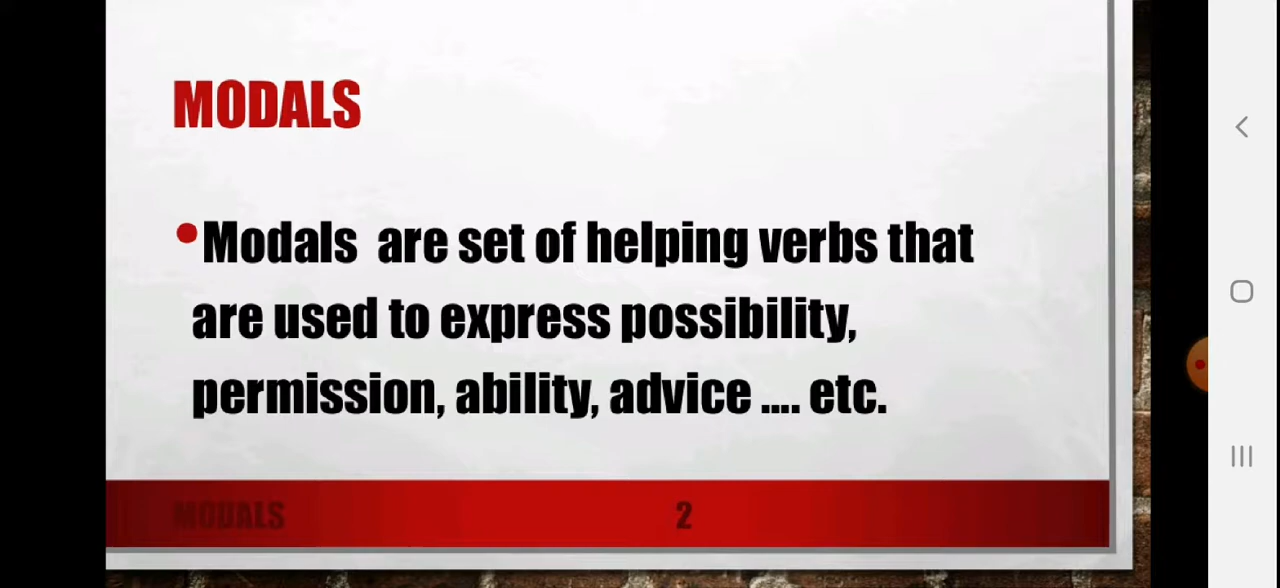 MODALS
•Modals are set of helping verbs that
are used to express possibility,
permission, ability, advice .... etc.
MODALS
2